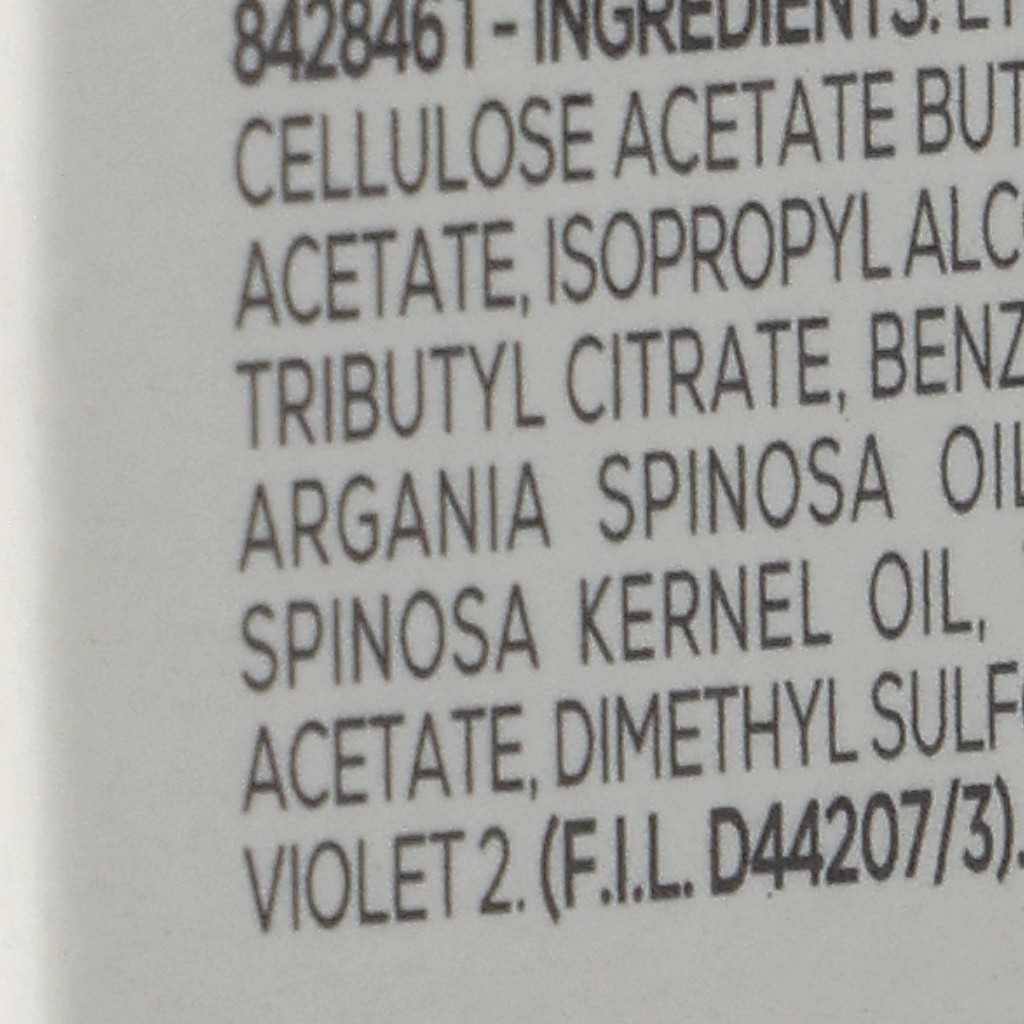 8428461 - INGREDIENTS:
CELLULOSE ACETATE
ACETATE, ISOPROPYL
TRIBUTYL CITRATE,
ARGANIA SPINOSA OIL
SPINOSA KERNEL OIL,
ACETATE, DIMETHYL
VIOLET 2. (F.I.L. D44207/3).